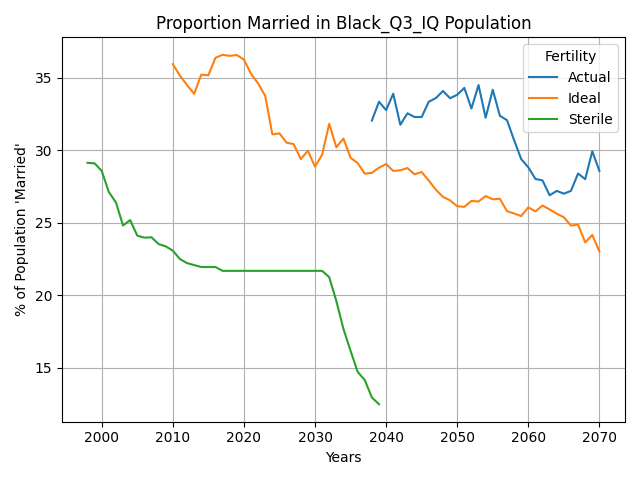 Proportion Married in Black_Q3_IQ Population
Fertility
Actual
Ideal
Sterile
% of Population 'Married'
35
30
25
20
15
2000 2010 2020 2030 2040 2050 2060 2070
Years